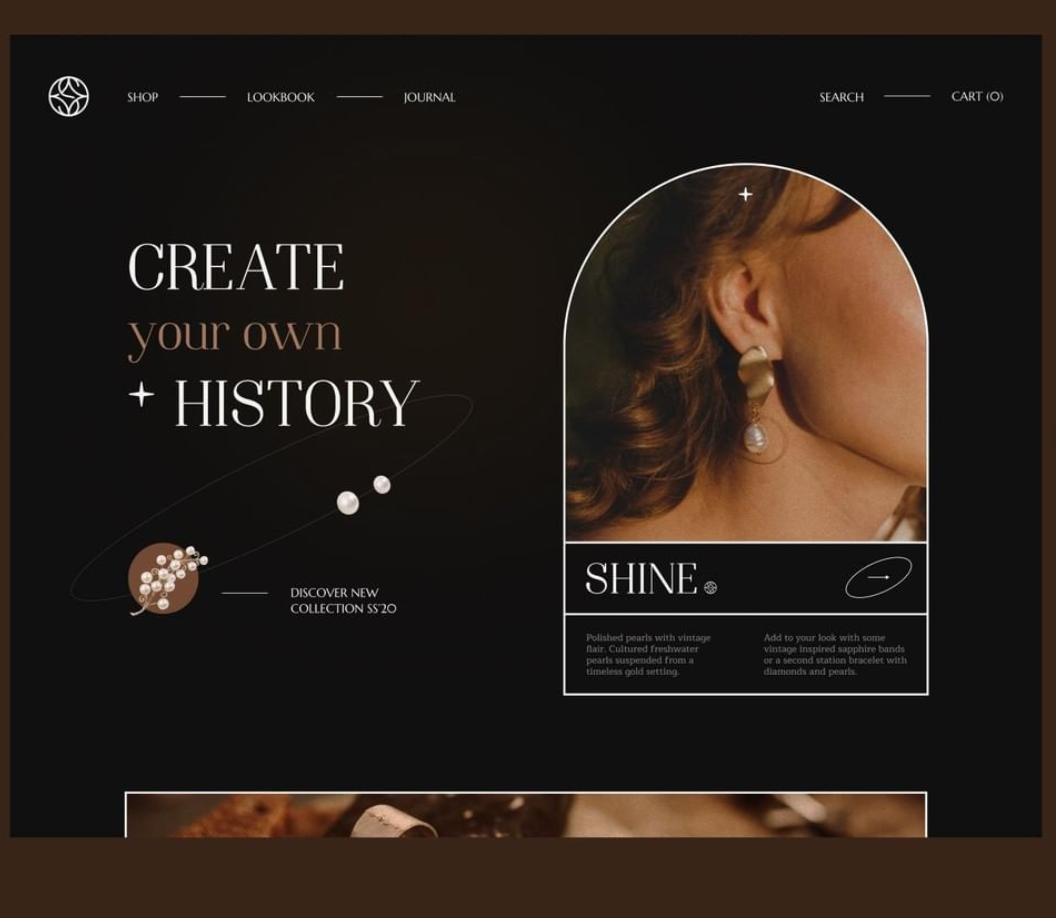 SHOP
LOOKBOOK
JOURNAL
SEARCH
CART (0)
CREATE
your own
HISTORY
DISCOVER NEW
COLLECTION SS'20
SHINE
Polished pearls with vintage
flair. Cultured freshwater
pearls suspended from a
timeless gold setting.
Add to your look with some
vintage inspired sapphire bands
or a second station bracelet with
diamonds and pearls.